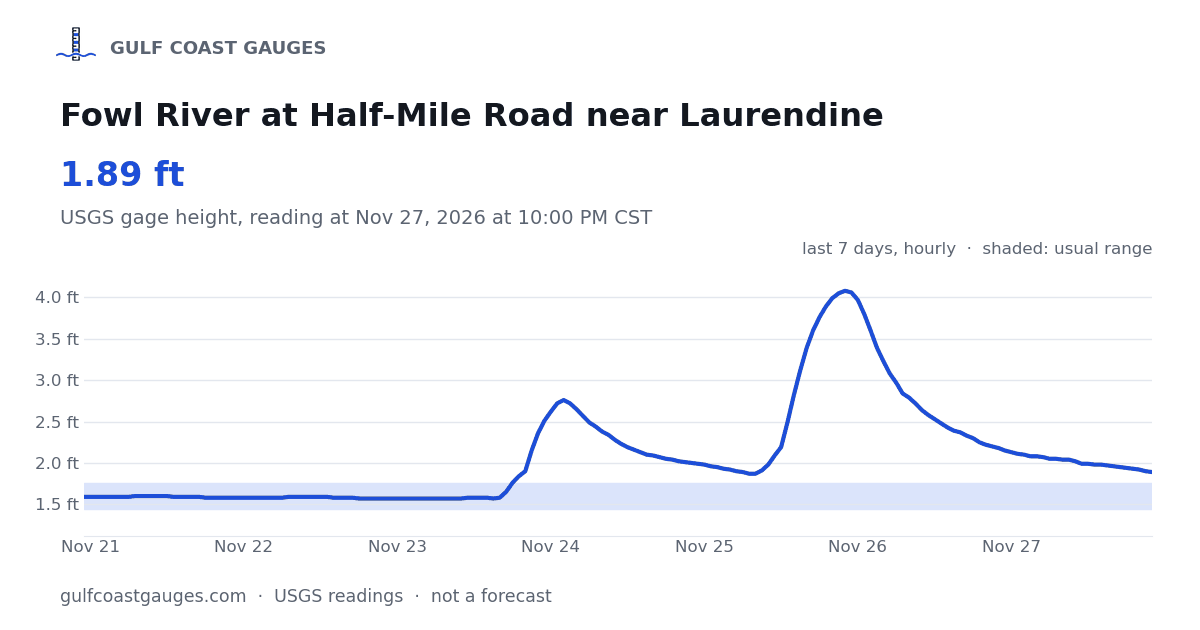 GULF COAST GAUGES
Fowl River at Half-Mile Road near Laurendine
1.89 ft
USGS gage height, reading at Nov 27, 2026 at 10:00 PM CST
last 7 days, hourly · shaded: usual range
4.0 ft
3.5 ft
3.0 ft
2.5 ft
2.0 ft
1.5 ft
Nov 21 Nov 22 Nov 23 Nov 24 Nov 25 Nov 26 Nov 27
gulfcoastgauges.com · USGS readings · not a forecast